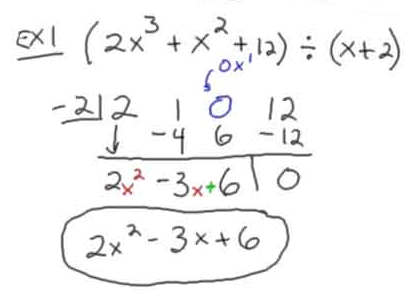 EX1 (2x³ + x² + 12) ÷ (x+2)
0x¹
-2| 2 1 0 12
↓ -4 6 -12
2x² -3x+6 | 0
2x² - 3x + 6